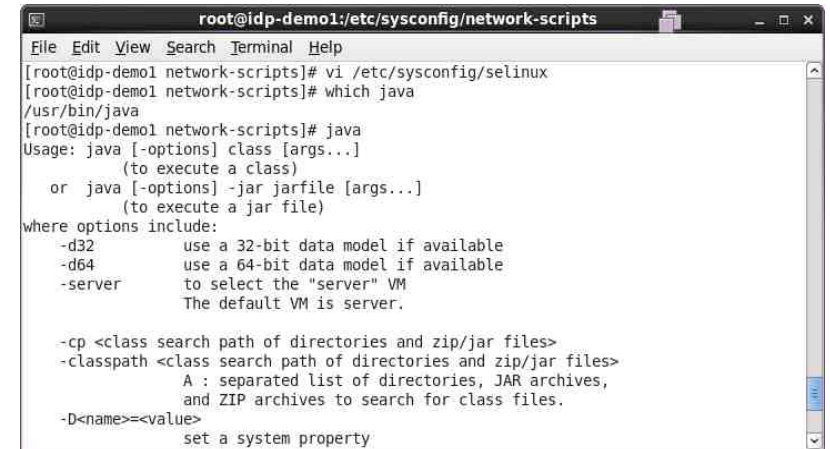 root@idp-demo1:/etc/sysconfig/network-scripts
File Edit View Search Terminal Help
[root@idp-demo1 network-scripts]# vi /etc/sysconfig/selinux
[root@idp-demo1 network-scripts]# which java
/usr/bin/java
[root@idp-demo1 network-scripts]# java
Usage: java [-options] class [args...]
           (to execute a class)
   or  java [-options] -jar jarfile [args...]
           (to execute a jar file)
where options include:
    -d32          use a 32-bit data model if available
    -d64          use a 64-bit data model if available
    -server       to select the "server" VM
                  The default VM is server.
    -cp <class search path of directories and zip/jar files>
    -classpath <class search path of directories and zip/jar files>
                  A : separated list of directories, JAR archives,
                  and ZIP archives to search for class files.
    -D<name>=<value>
                  set a system property